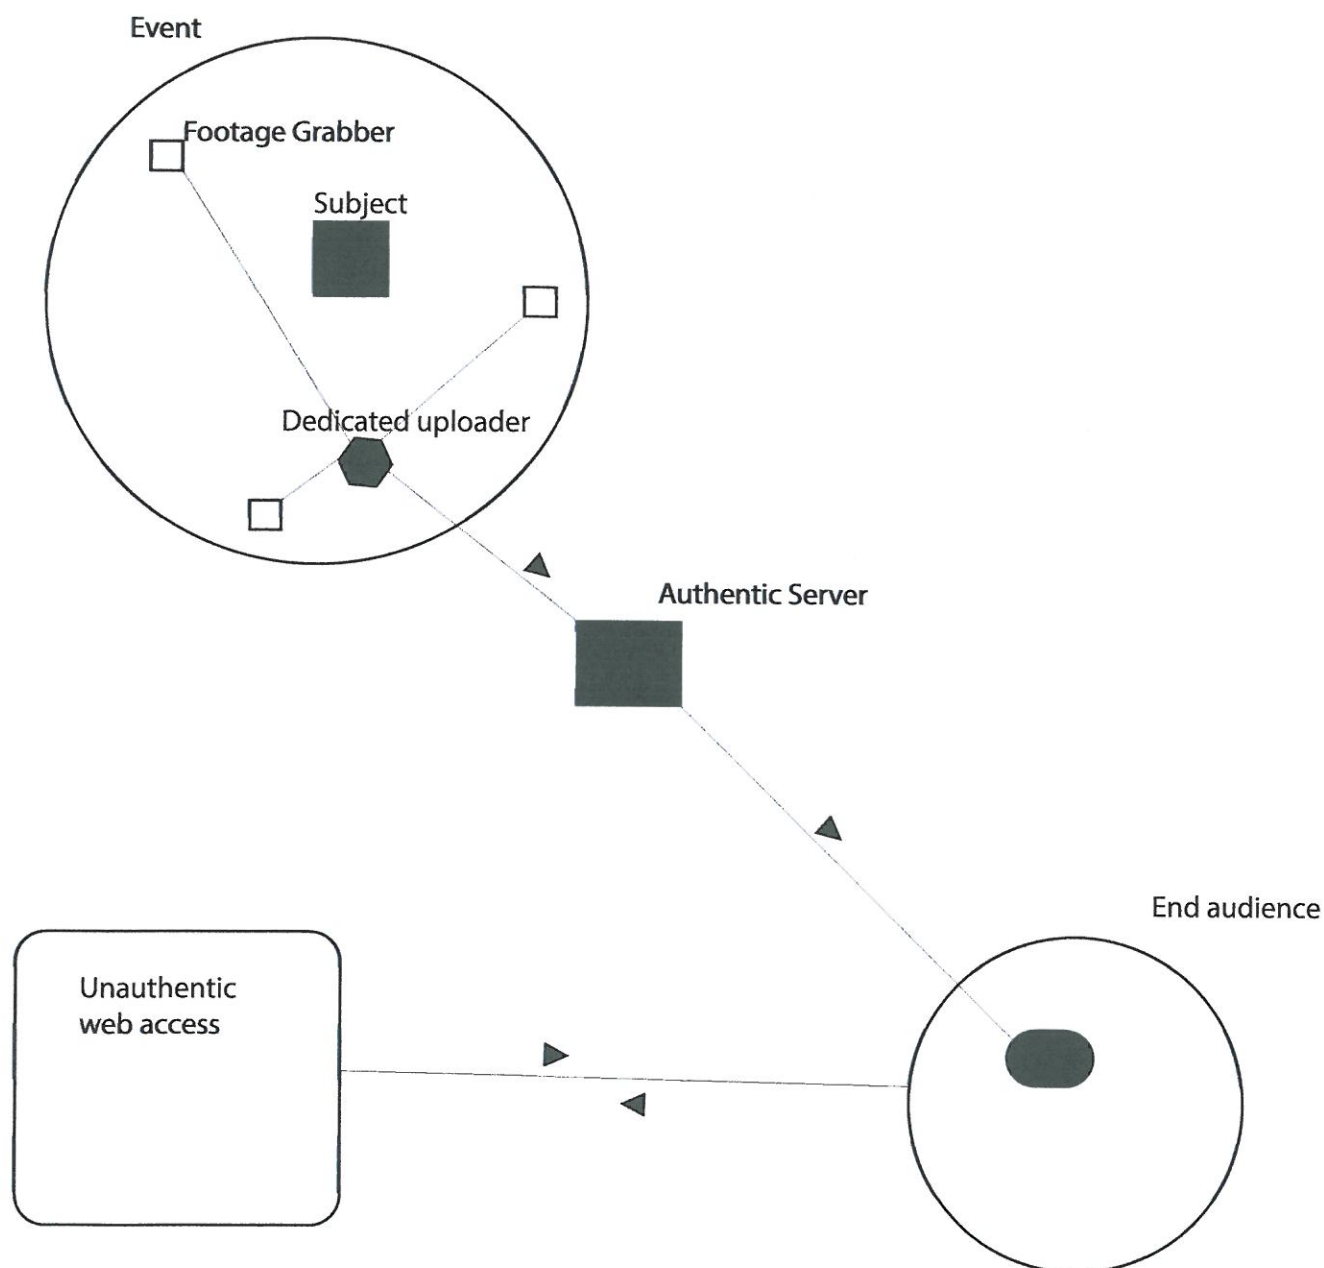 Event
Footage Grabber
Subject
Dedicated uploader
Authentic Server
End audience
Unauthentic
web access